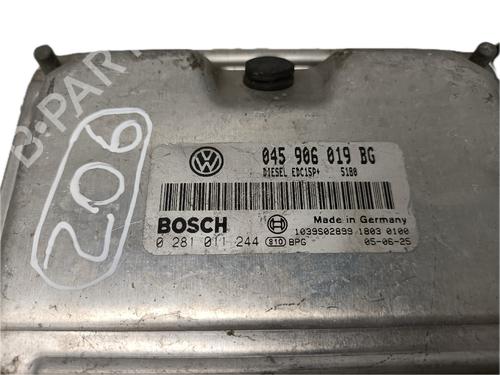 B-PARTS
206
045 906 019 BG
DIESEL EDC15P+ 5180
BOSCH
Made in Germany
1039S02899 1803 0100
0 281 011 244 810 BPG 05-06-25